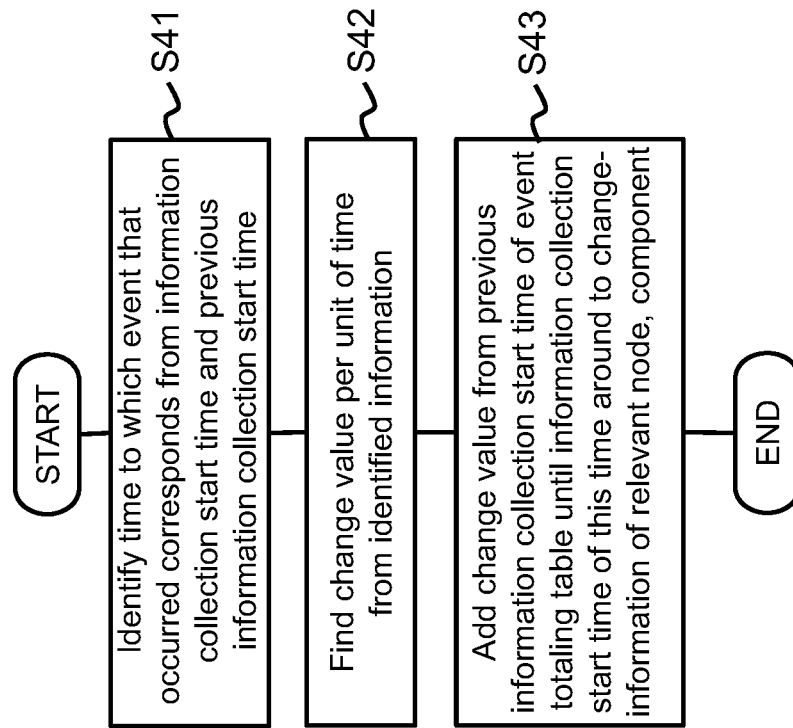 START
Identify time to which event that
occurred corresponds from information
collection start time and previous
information collection start time
S41
Find change value per unit of time
from identified information
S42
Add change value from previous
information collection start time of event
totaling table until information collection
start time of this time around to change-
information of relevant node, component
S43
END